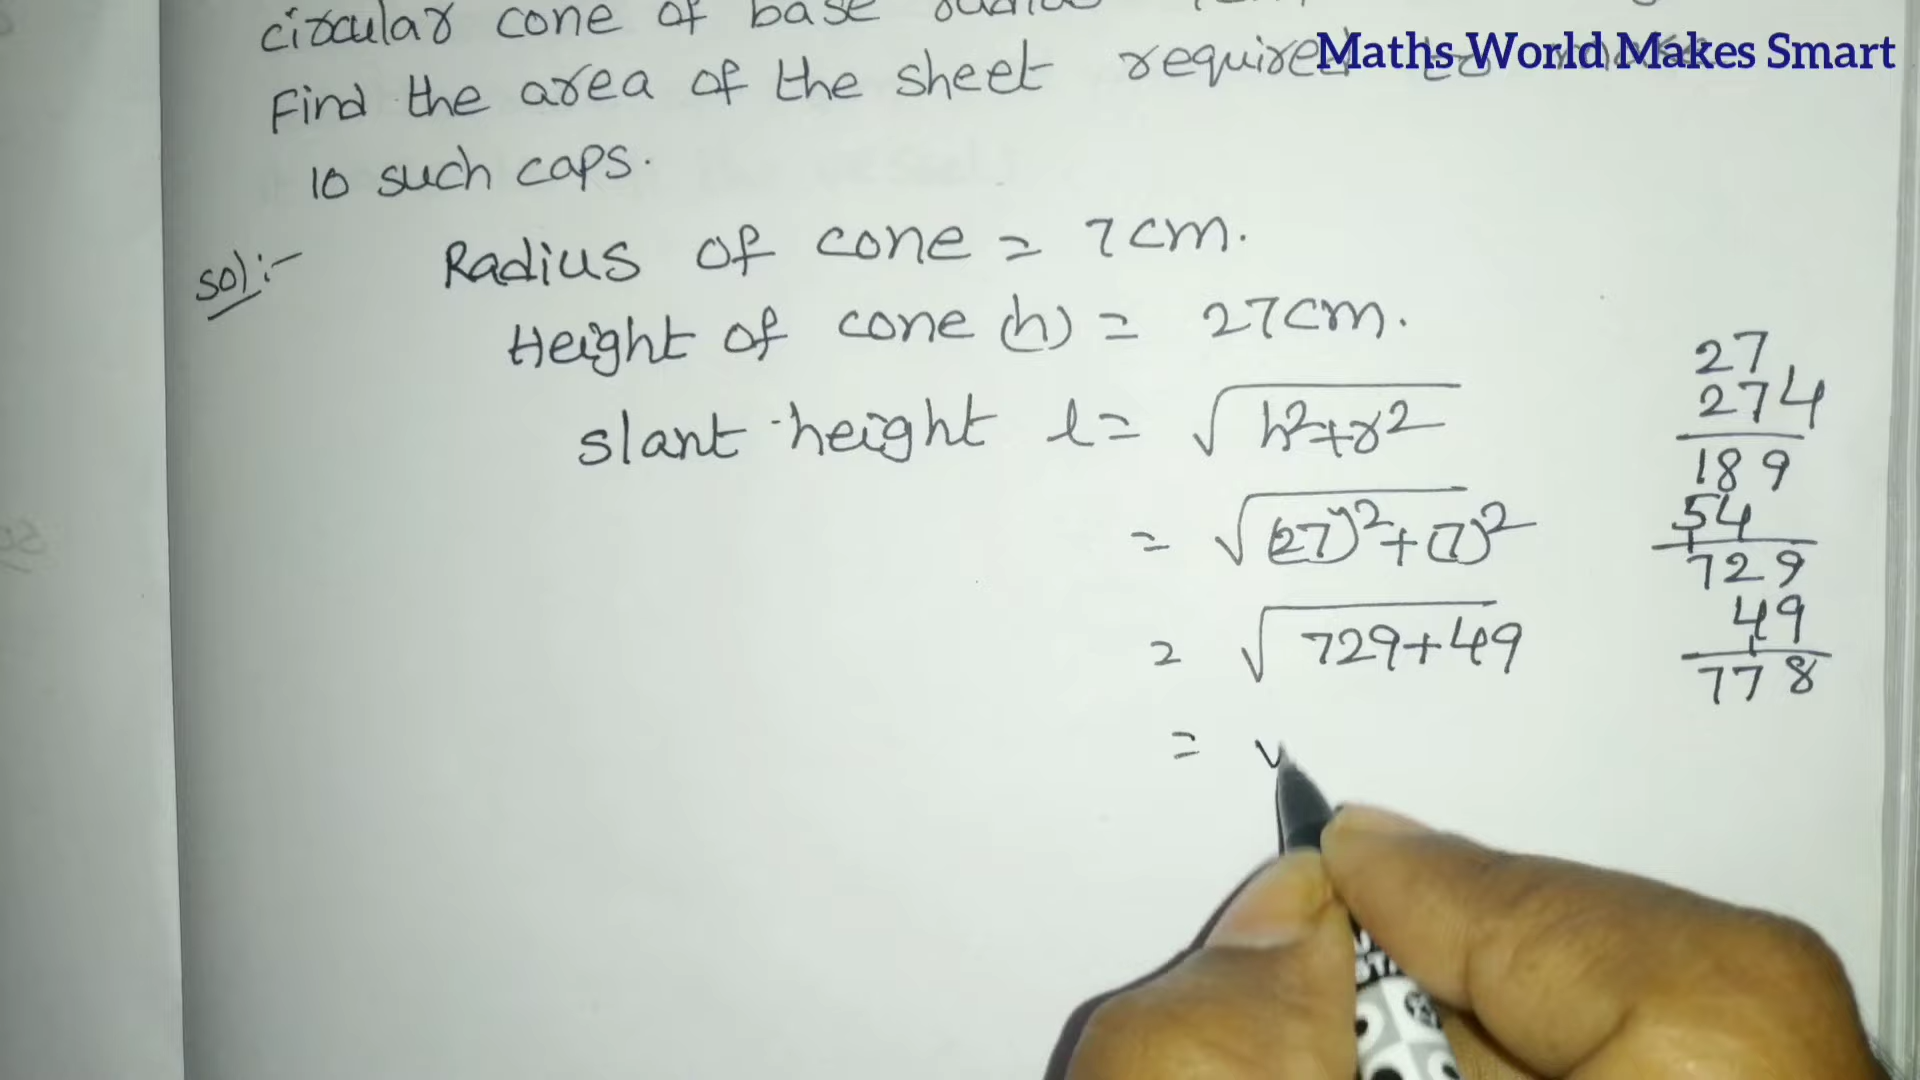 circular cone of base
Maths World Makes Smart
Find the area of the sheet required to make
10 such caps.
Sol:-
Radius of cone = 7cm.
Height of cone (h) = 27cm.
slant height l = √h²+r²
= √(27)²+(7)²
= √729+49
=
27
274
189
54
729
49
778